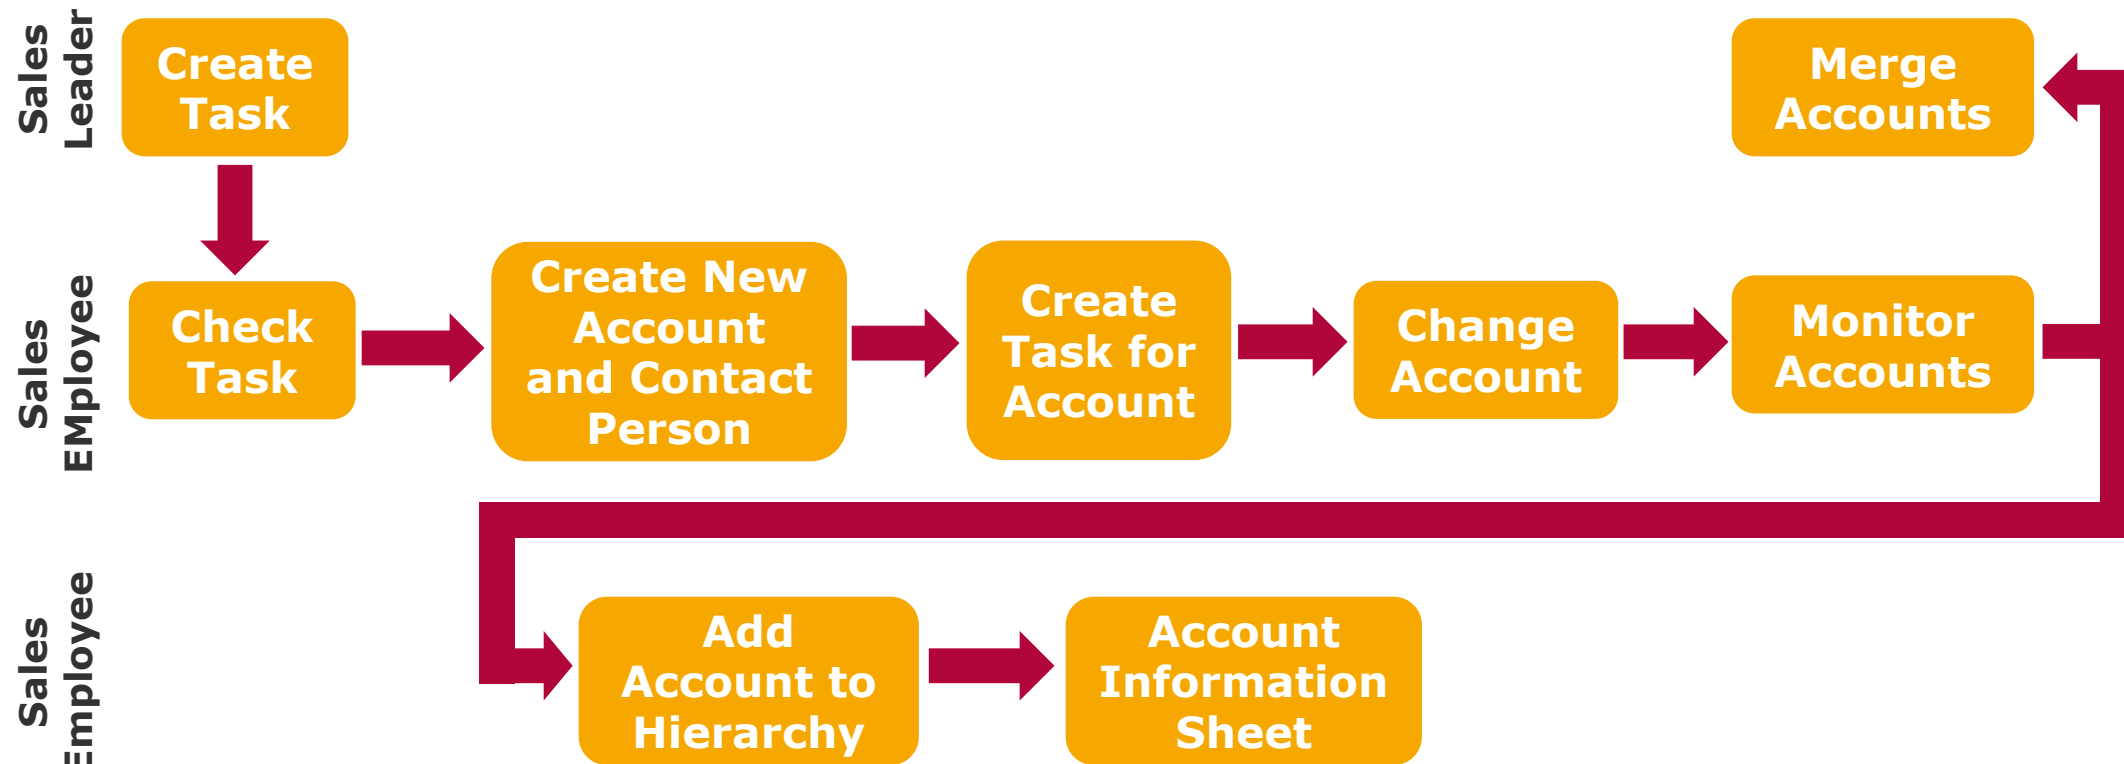 Sales
Leader
Create
Task
Merge
Accounts
Sales
EMployee
Check
Task
Create New
Account
and Contact
Person
Create
Task for
Account
Change
Account
Monitor
Accounts
Sales
Employee
Add
Account to
Hierarchy
Account
Information
Sheet